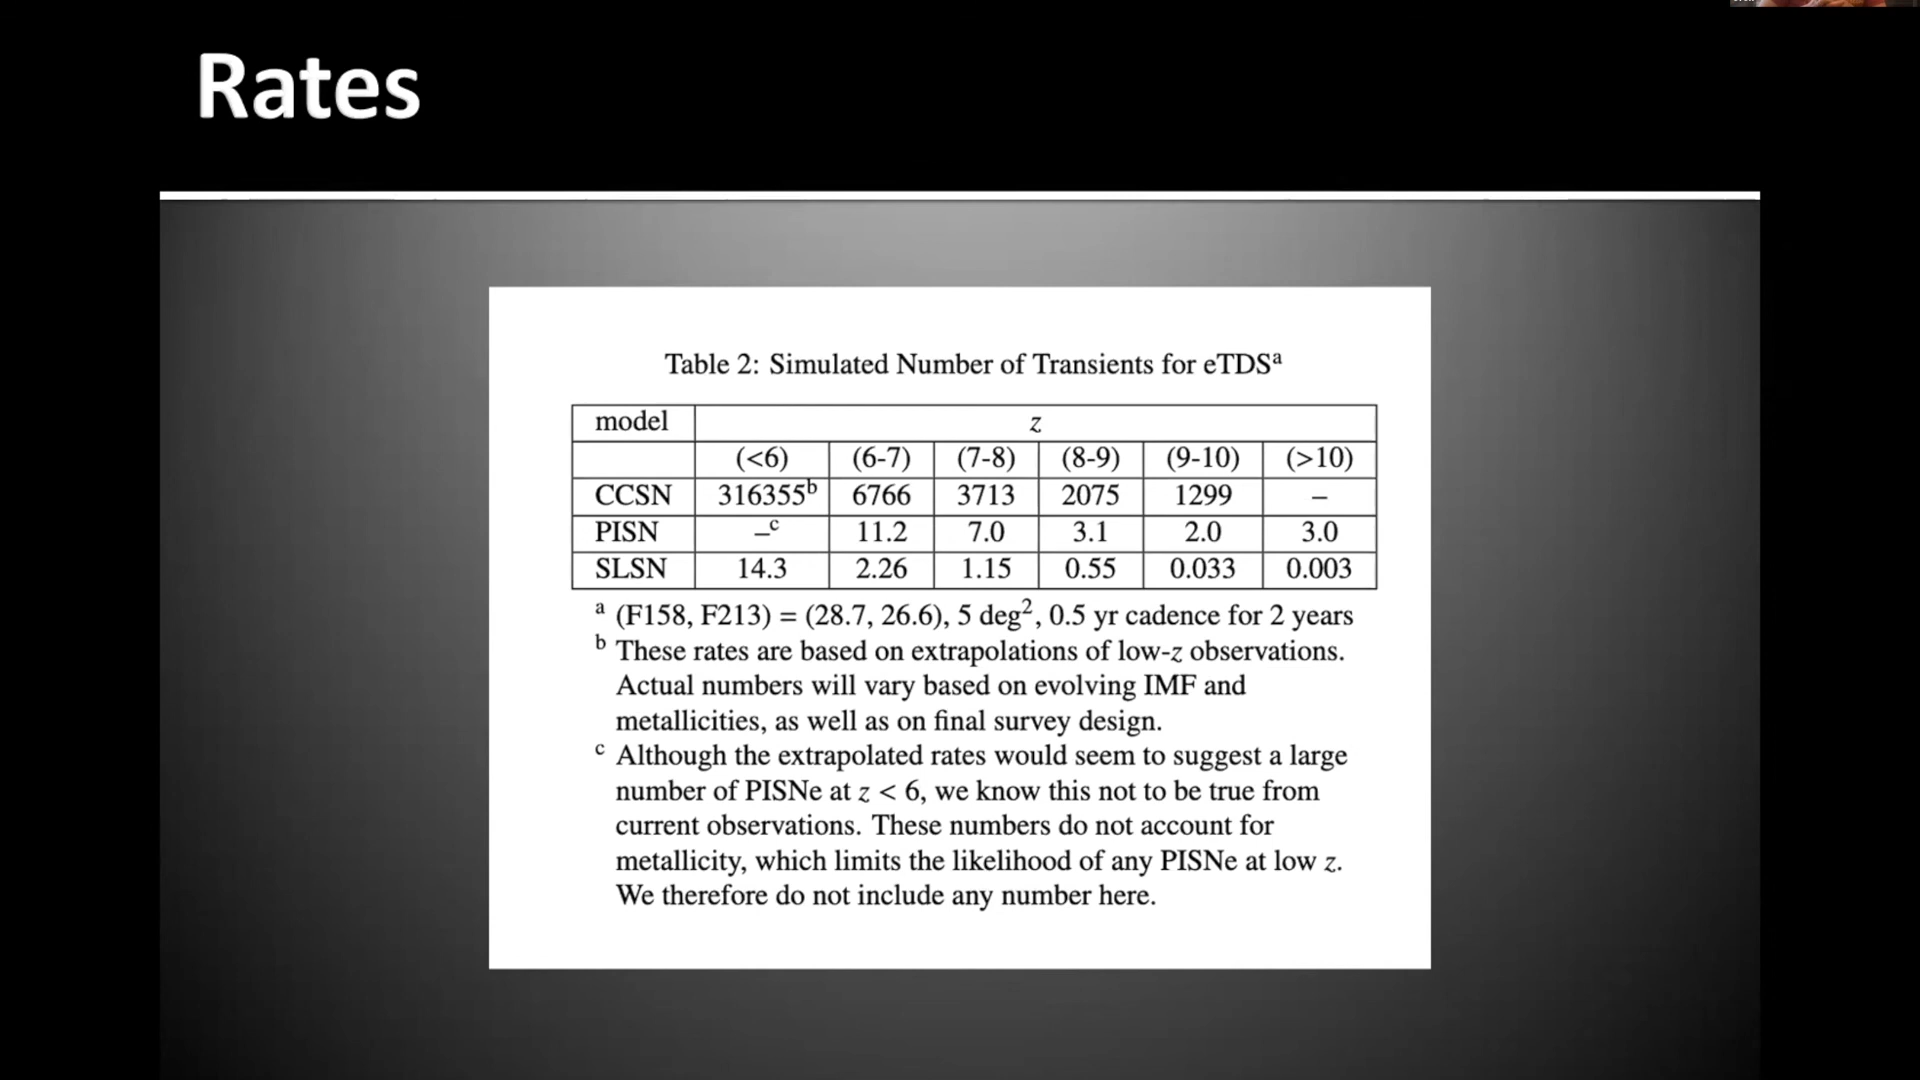 Rates
Table 2: Simulated Number of Transients for eTDSᵃ
model z
(<6) (6-7) (7-8) (8-9) (9-10) (>10)
CCSN 316355ᵇ 6766 3713 2075 1299 –
PISN –ᶜ 11.2 7.0 3.1 2.0 3.0
SLSN 14.3 2.26 1.15 0.55 0.033 0.003
ᵃ (F158, F213) = (28.7, 26.6), 5 deg², 0.5 yr cadence for 2 years
ᵇ These rates are based on extrapolations of low-z observations.
Actual numbers will vary based on evolving IMF and
metallicities, as well as on final survey design.
ᶜ Although the extrapolated rates would seem to suggest a large
number of PISNe at z < 6, we know this not to be true from
current observations. These numbers do not account for
metallicity, which limits the likelihood of any PISNe at low z.
We therefore do not include any number here.